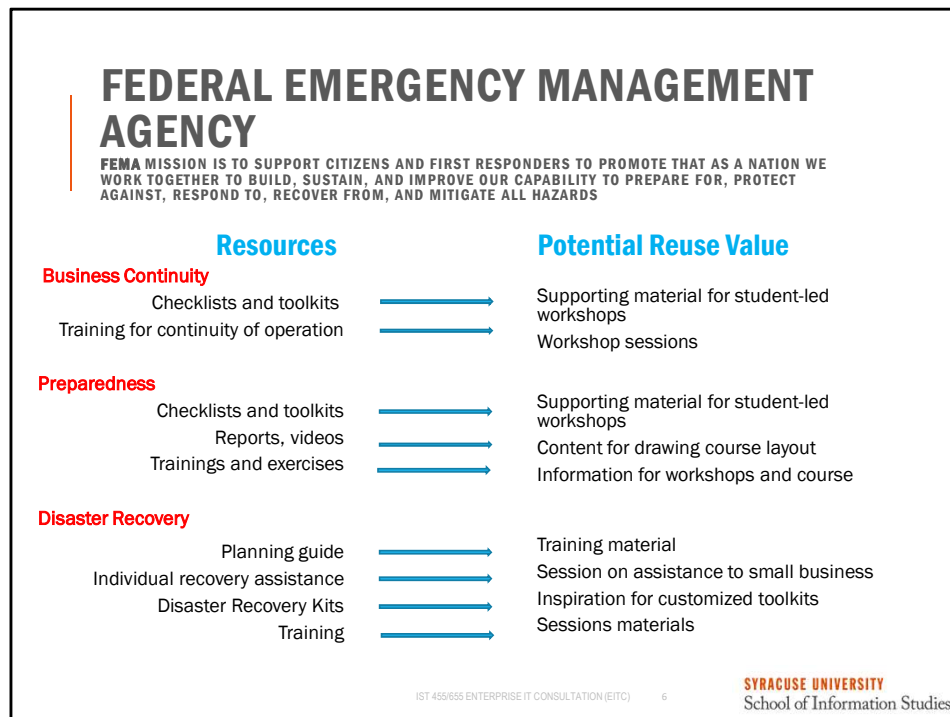 FEDERAL EMERGENCY MANAGEMENT
AGENCY
FEMA MISSION IS TO SUPPORT CITIZENS AND FIRST RESPONDERS TO PROMOTE THAT AS A NATION WE
WORK TOGETHER TO BUILD, SUSTAIN, AND IMPROVE OUR CAPABILITY TO PREPARE FOR, PROTECT
AGAINST, RESPOND TO, RECOVER FROM, AND MITIGATE ALL HAZARDS
Resources
Potential Reuse Value
Business Continuity
Checklists and toolkits
Supporting material for student-led
workshops
Training for continuity of operation
Workshop sessions
Preparedness
Checklists and toolkits
Supporting material for student-led
workshops
Reports, videos
Content for drawing course layout
Trainings and exercises
Information for workshops and course
Disaster Recovery
Planning guide
Training material
Individual recovery assistance
Session on assistance to small business
Disaster Recovery Kits
Inspiration for customized toolkits
Training
Sessions materials
IST 455/655 ENTERPRISE IT CONSULTATION (EITC)
6
SYRACUSE UNIVERSITY
School of Information Studies